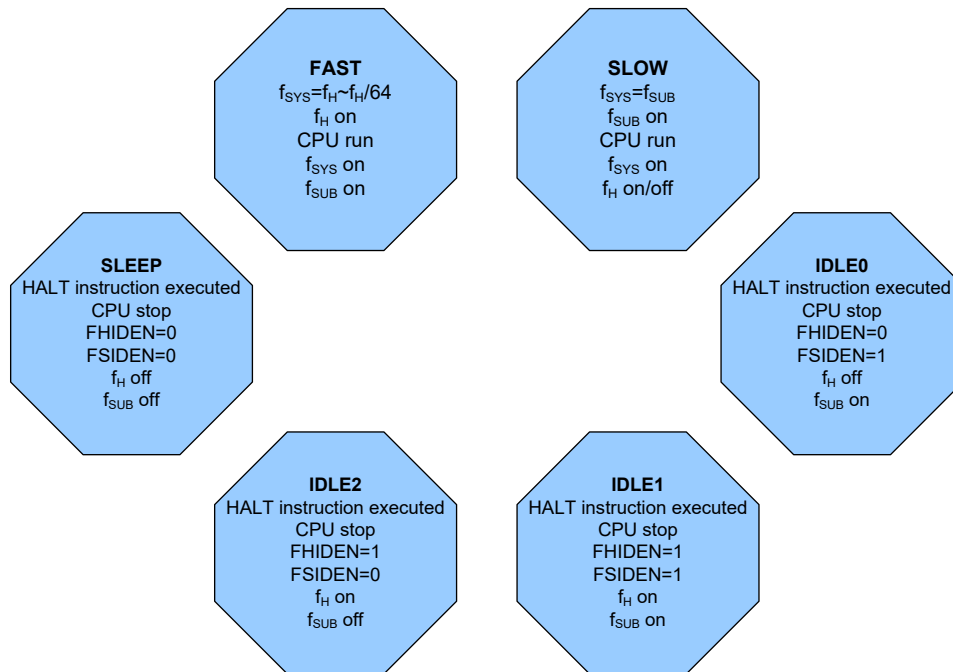 FAST
fSYS=fH~fH/64
fH on
CPU run
fSYS on
fSUB on
SLOW
fSYS=fSUB
fSUB on
CPU run
fSYS on
fH on/off
SLEEP
HALT instruction executed
CPU stop
FHIDEN=0
FSIDEN=0
fH off
fSUB off
IDLE0
HALT instruction executed
CPU stop
FHIDEN=0
FSIDEN=1
fH off
fSUB on
IDLE2
HALT instruction executed
CPU stop
FHIDEN=1
FSIDEN=0
fH on
fSUB off
IDLE1
HALT instruction executed
CPU stop
FHIDEN=1
FSIDEN=1
fH on
fSUB on